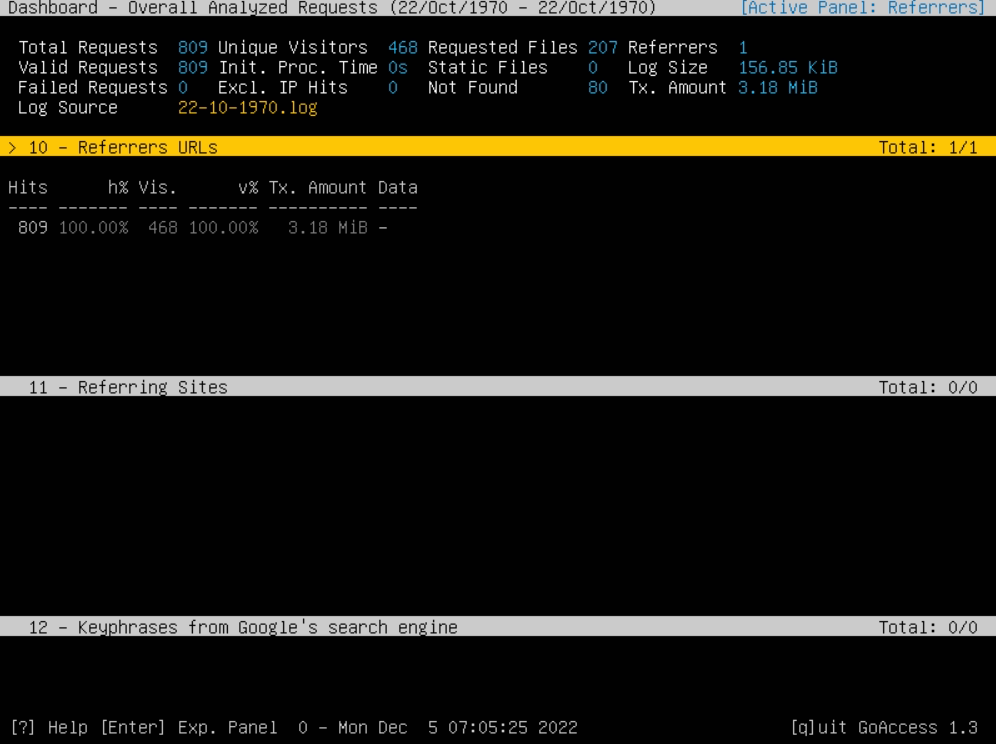 Dashboard - Overall Analyzed Requests (22/Oct/1970 - 22/Oct/1970) [Active Panel: Referrers]
Total Requests 809 Unique Visitors 468 Requested Files 207 Referrers 1
Valid Requests 809 Init. Proc. Time 0s Static Files 0 Log Size 156.85 KiB
Failed Requests 0 Excl. IP Hits 0 Not Found 80 Tx. Amount 3.18 MiB
Log Source 22-10-1970.log
> 10 - Referrers URLs Total: 1/1
Hits h% Vis. v% Tx. Amount Data
---- ------- ---- ------- ---------- ----
809 100.00% 468 100.00% 3.18 MiB -
11 - Referring Sites Total: 0/0
12 - Keyphrases from Google's search engine Total: 0/0
[?] Help [Enter] Exp. Panel 0 - Mon Dec 5 07:05:25 2022 [q]uit GoAccess 1.3